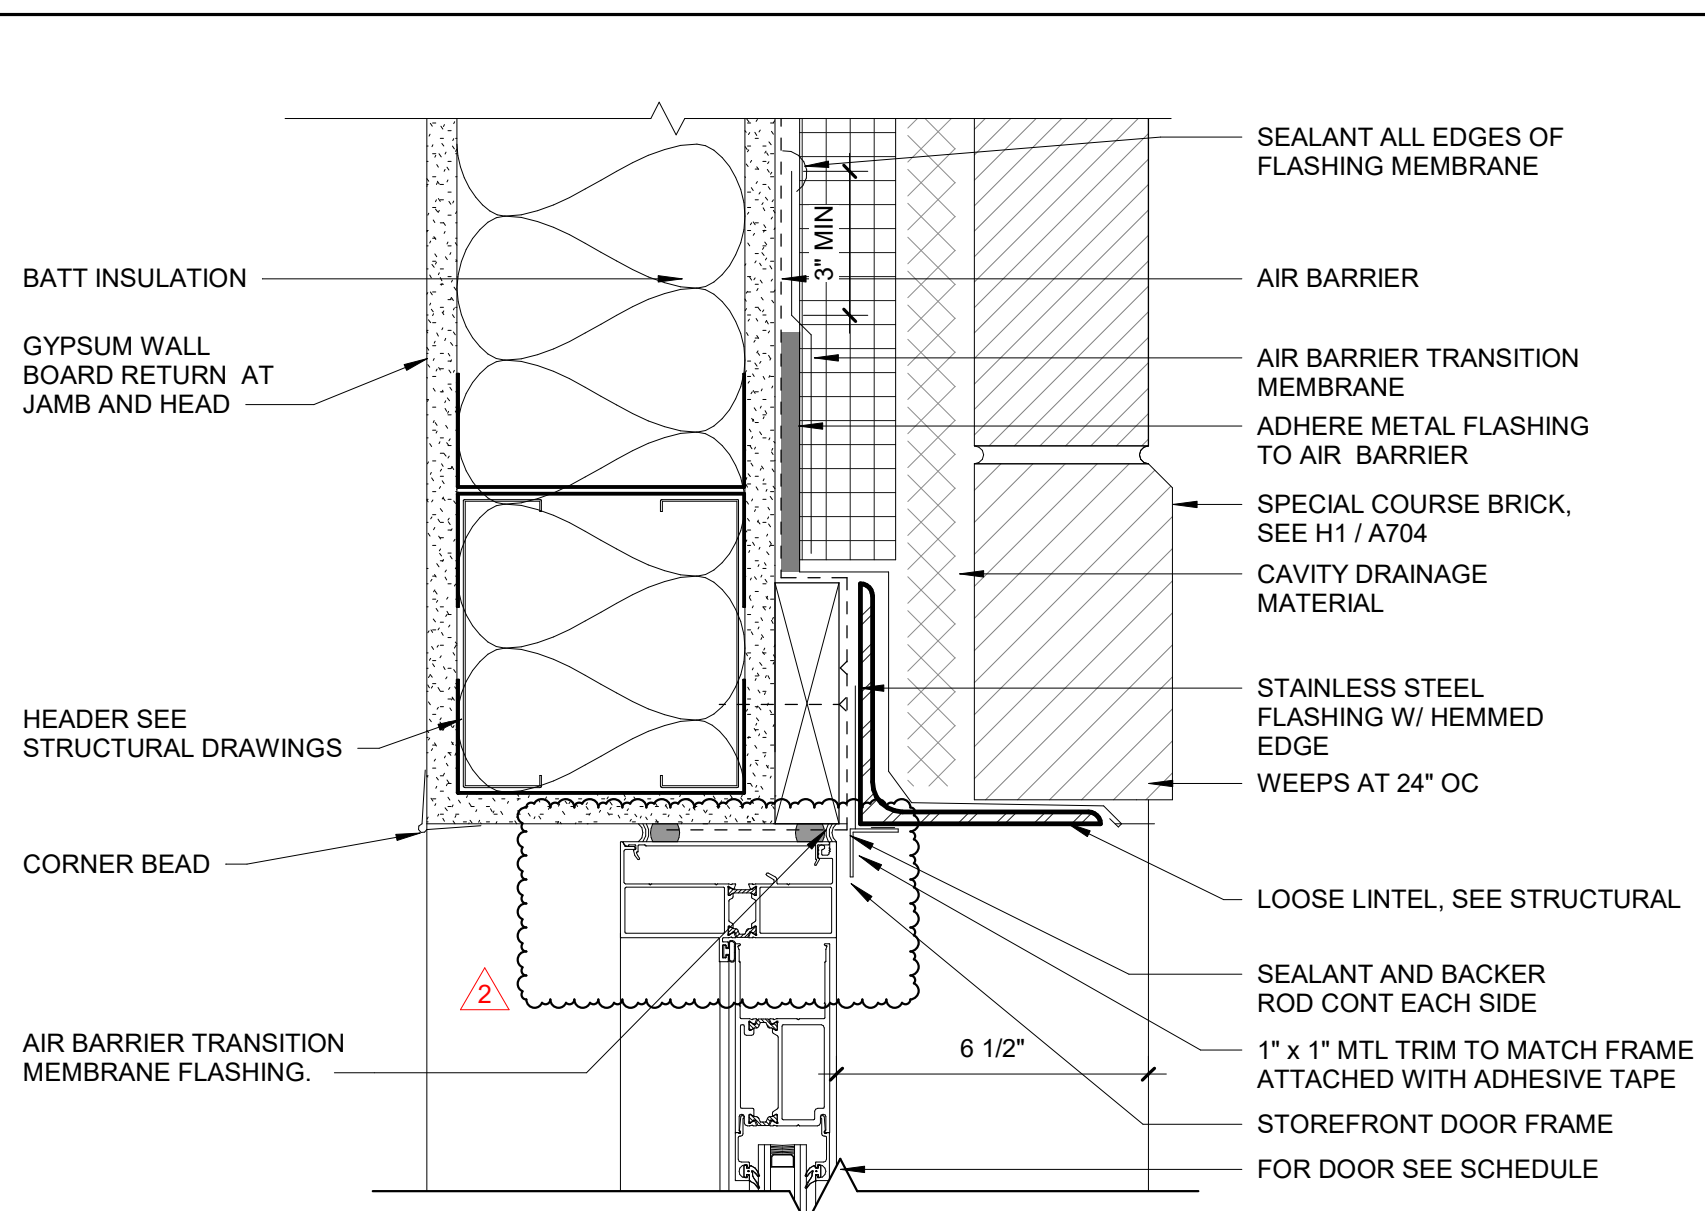 SEALANT ALL EDGES OF
FLASHING MEMBRANE
3" MIN
BATT INSULATION
AIR BARRIER
GYPSUM WALL
BOARD RETURN AT
JAMB AND HEAD
AIR BARRIER TRANSITION
MEMBRANE
ADHERE METAL FLASHING
TO AIR BARRIER
SPECIAL COURSE BRICK,
SEE H1 / A704
CAVITY DRAINAGE
MATERIAL
STAINLESS STEEL
FLASHING W/ HEMMED
EDGE
HEADER SEE
STRUCTURAL DRAWINGS
WEEPS AT 24" OC
CORNER BEAD
LOOSE LINTEL, SEE STRUCTURAL
SEALANT AND BACKER
ROD CONT EACH SIDE
2
AIR BARRIER TRANSITION
MEMBRANE FLASHING.
6 1/2"
1" x 1" MTL TRIM TO MATCH FRAME
ATTACHED WITH ADHESIVE TAPE
STOREFRONT DOOR FRAME
FOR DOOR SEE SCHEDULE